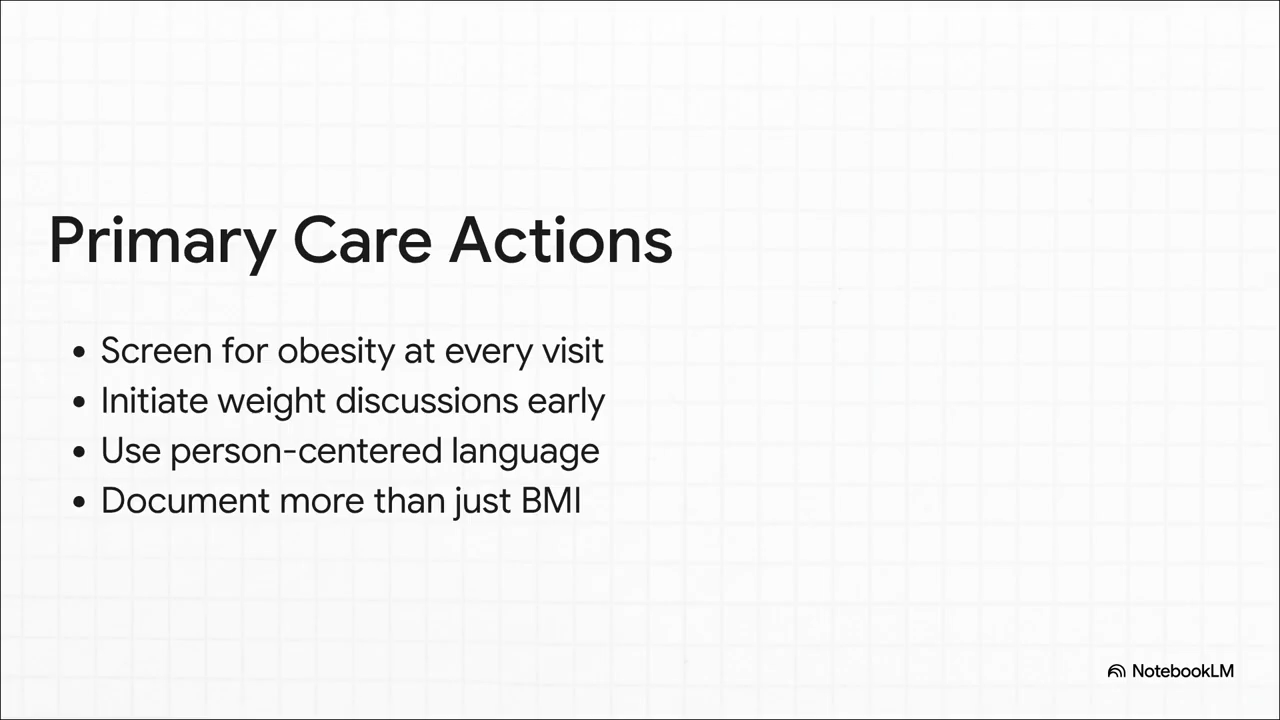 Primary Care Actions
• Screen for obesity at every visit
• Initiate weight discussions early
• Use person-centered language
• Document more than just BMI
NotebookLM